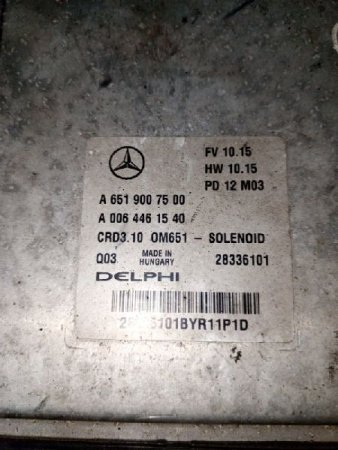 FV 10.15
HW 10.15
PD 12 M03
A 651 900 75 00
A 006 446 15 40
CRD3.10 OM651 - SOLENOID
Q03 MADE IN HUNGARY 28336101
DELPHI